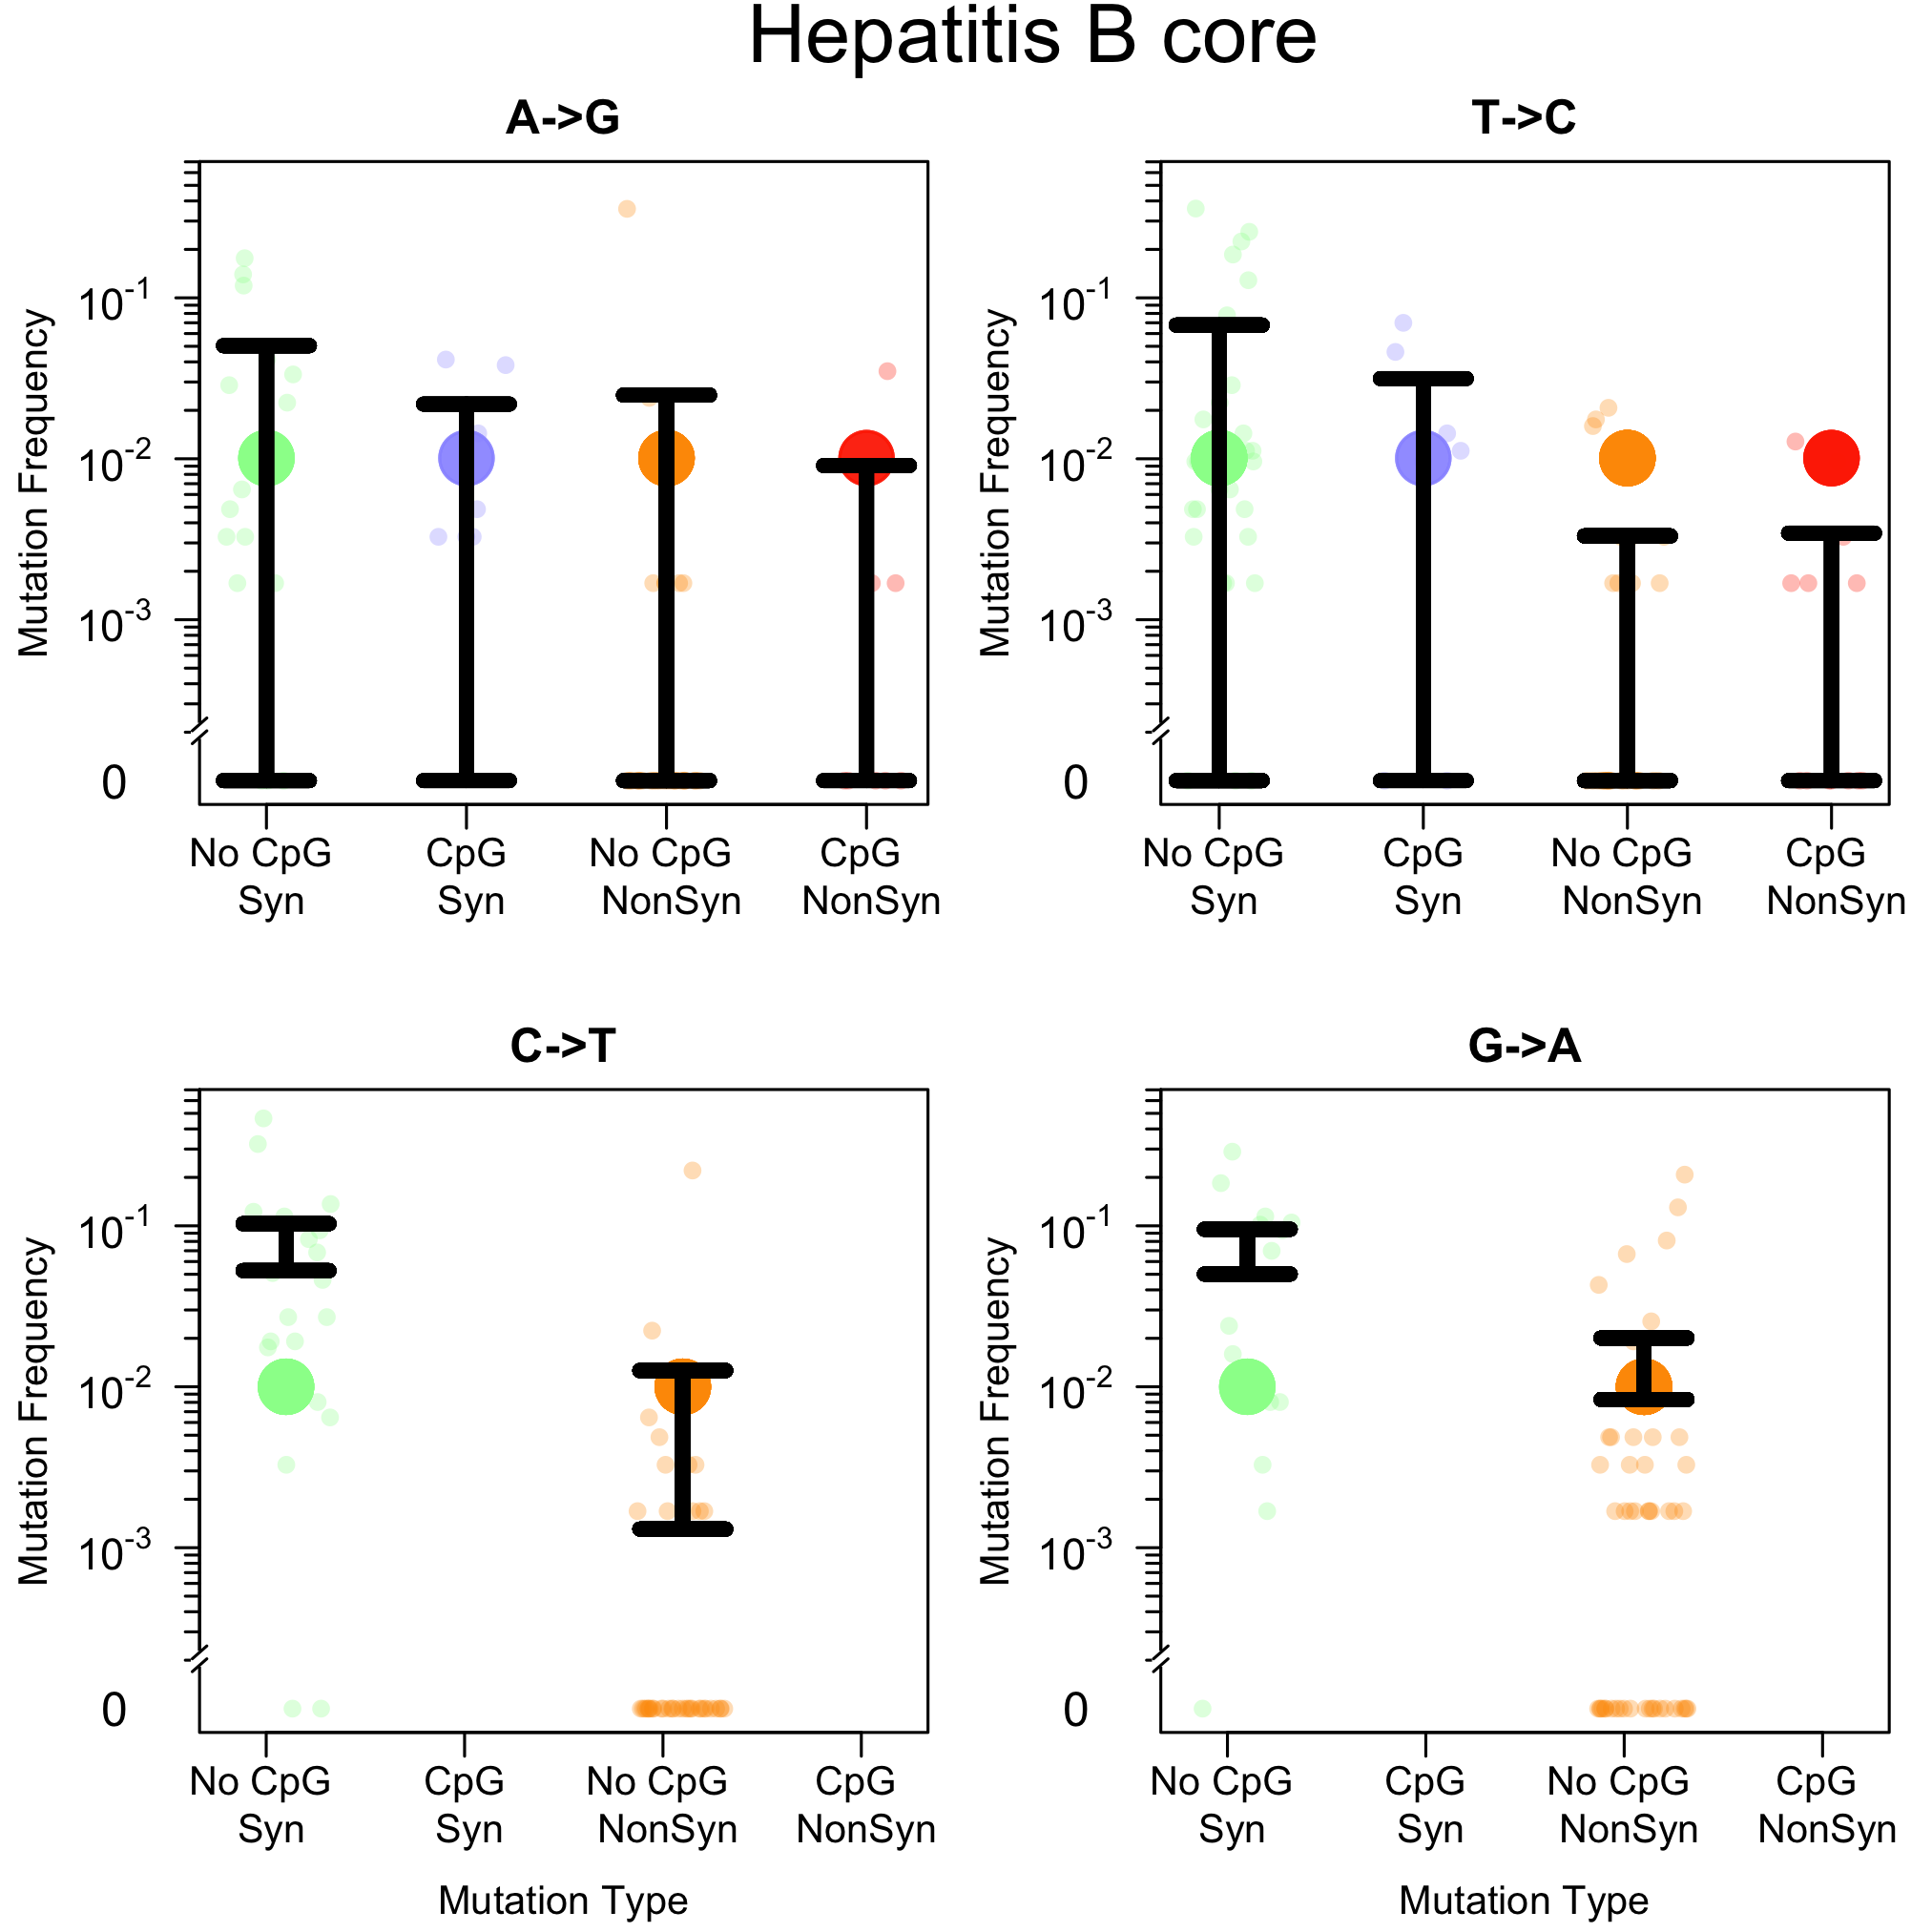 Hepatitis B core
A->G
Mutation Frequency
10-1
10-2
10-3
0
No CpG CpG No CpG CpG
Syn Syn NonSyn NonSyn
T->C
Mutation Frequency
10-1
10-2
10-3
0
No CpG CpG No CpG CpG
Syn Syn NonSyn NonSyn
C->T
Mutation Frequency
10-1
10-2
10-3
0
No CpG CpG No CpG CpG
Syn Syn NonSyn NonSyn
Mutation Type
G->A
Mutation Frequency
10-1
10-2
10-3
0
No CpG CpG No CpG CpG
Syn Syn NonSyn NonSyn
Mutation Type